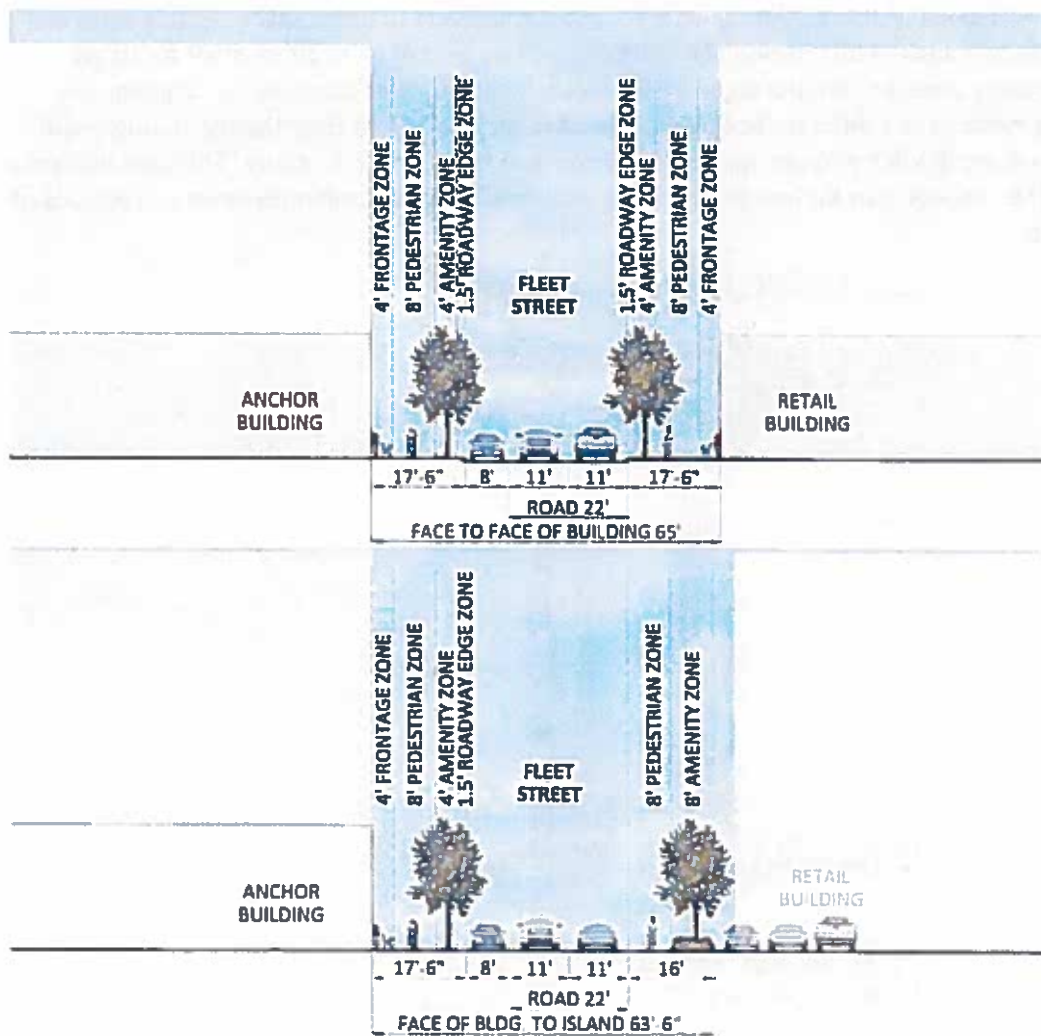 4' FRONTAGE ZONE
8' PEDESTRIAN ZONE
4' AMENITY ZONE
1.5' ROADWAY EDGE ZONE
FLEET
STREET
1.5' ROADWAY EDGE ZONE
4' AMENITY ZONE
8' PEDESTRIAN ZONE
4' FRONTAGE ZONE
ANCHOR
BUILDING
RETAIL
BUILDING
17'-6" 8' 11' 11' 17'-6"
ROAD 22'
FACE TO FACE OF BUILDING 65'
4' FRONTAGE ZONE
8' PEDESTRIAN ZONE
4' AMENITY ZONE
1.5' ROADWAY EDGE ZONE
FLEET
STREET
8' PEDESTRIAN ZONE
8' AMENITY ZONE
ANCHOR
BUILDING
RETAIL
BUILDING
17'-6" 8' 11' 11' 16'
ROAD 22'
FACE OF BLDG. TO ISLAND 63'-6"